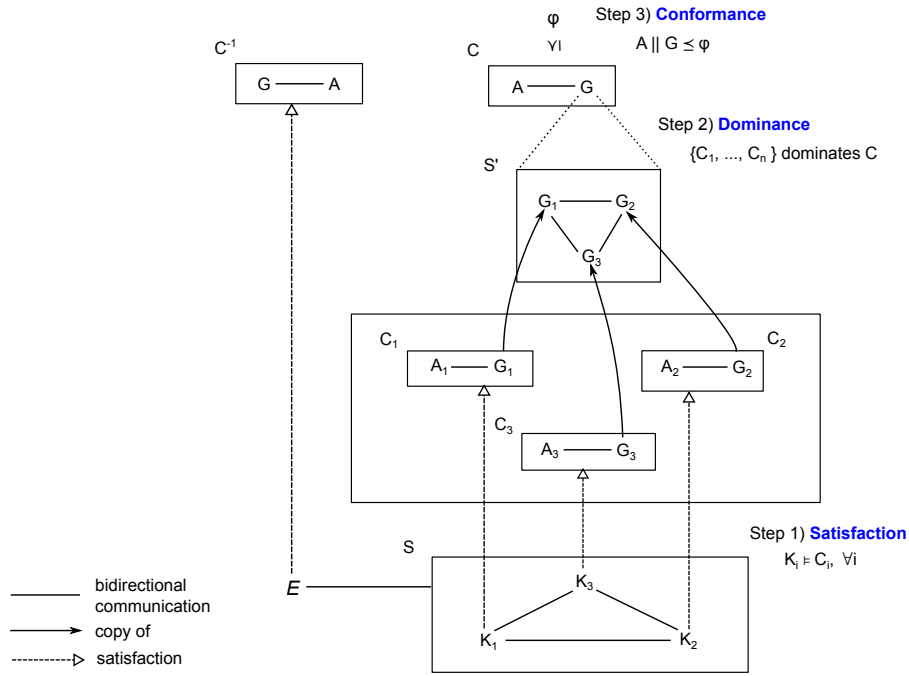 φ
Step 3) Conformance
C⁻¹
C
ⵖI
A || G ⪯ φ
G A
A G
Step 2) Dominance
{C₁, ..., Cₙ } dominates C
S'
G₁ G₂
G₃
C₁
C₂
A₁ G₁
A₂ G₂
C₃
A₃ G₃
Step 1) Satisfaction
S
Kᵢ ⊧ Cᵢ, ∀i
E
K₃
bidirectional
communication
K₁ K₂
copy of
satisfaction